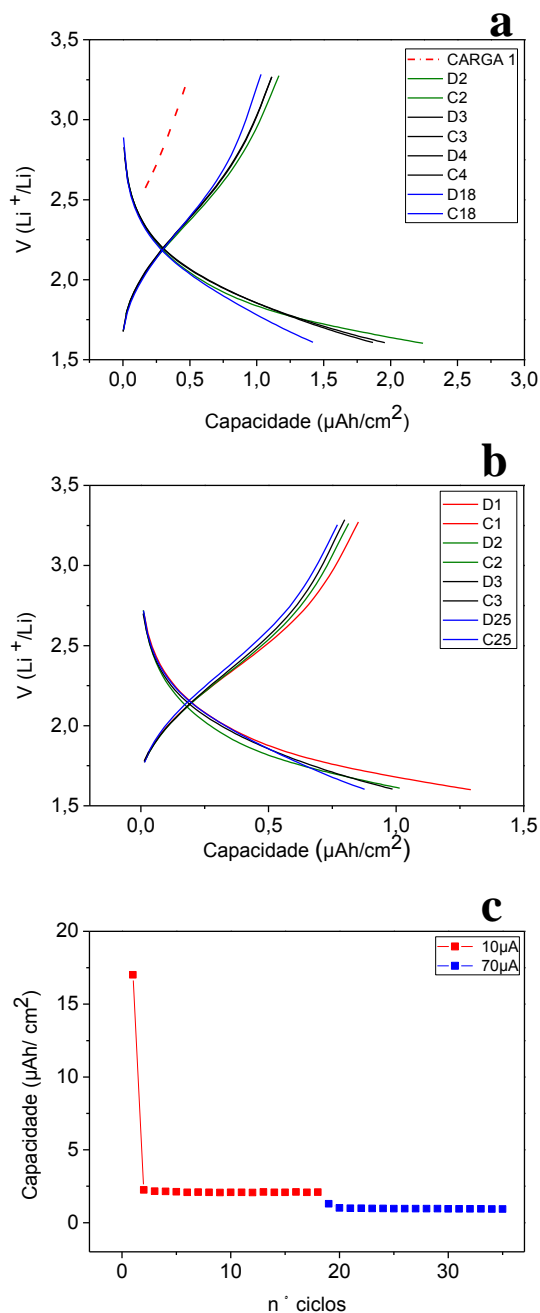 a
3,5
3,0
2,5
2,0
1,5
V (Li +/Li)
CARGA 1
D2
C2
D3
C3
D4
C4
D18
C18
0,0 0,5 1,0 1,5 2,0 2,5 3,0
Capacidade (µAh/cm2)
b
3,5
3,0
2,5
2,0
1,5
V (Li +/Li)
D1
C1
D2
C2
D3
C3
D25
C25
0,0 0,5 1,0 1,5
Capacidade (µAh/cm2)
c
20
15
10
5
0
Capacidade (µAh/ cm2)
10µA
70µA
0 10 20 30
n ° ciclos